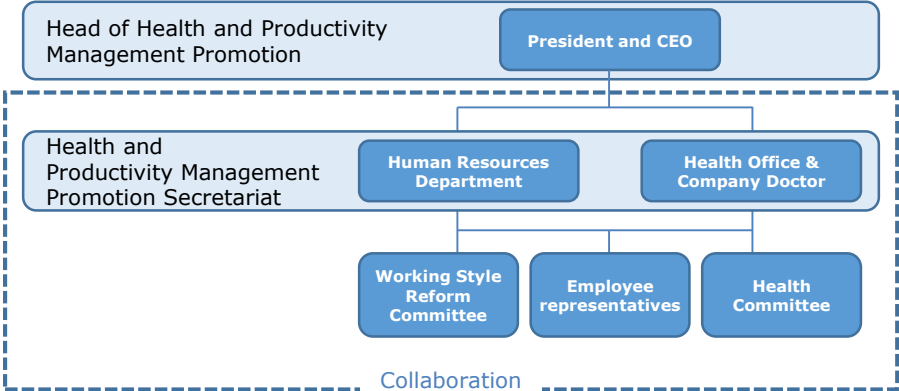 Head of Health and Productivity
Management Promotion
President and CEO
Health and
Productivity Management
Promotion Secretariat
Human Resources
Department
Health Office &
Company Doctor
Working Style
Reform
Committee
Employee
representatives
Health
Committee
Collaboration